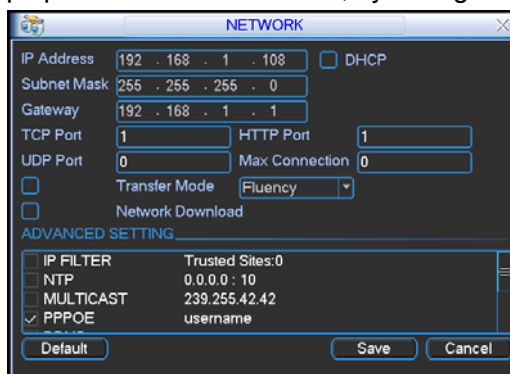 NETWORK
IP Address 192 . 168 . 1 . 108 DHCP
Subnet Mask 255 . 255 . 255 . 0
Gateway 192 . 168 . 1 . 1
TCP Port 1 HTTP Port 1
UDP Port 0 Max Connection 0
Transfer Mode Fluency
Network Download
ADVANCED SETTING
IP FILTER Trusted Sites:0
NTP 0.0.0.0 : 10
MULTICAST 239.255.42.42
PPPOE username
Default Save Cancel